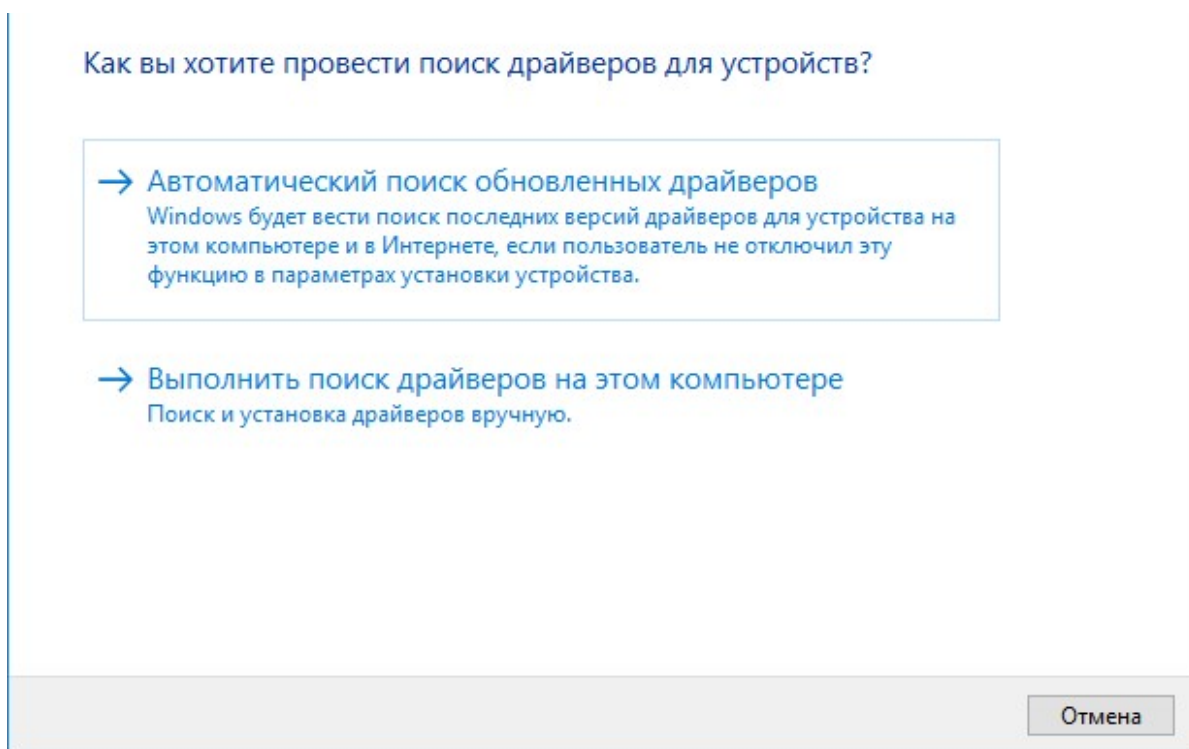 Как вы хотите провести поиск драйверов для устройств?
→ Автоматический поиск обновленных драйверов
Windows будет вести поиск последних версий драйверов для устройства на
этом компьютере и в Интернете, если пользователь не отключил эту
функцию в параметрах установки устройства.
→ Выполнить поиск драйверов на этом компьютере
Поиск и установка драйверов вручную.
Отмена